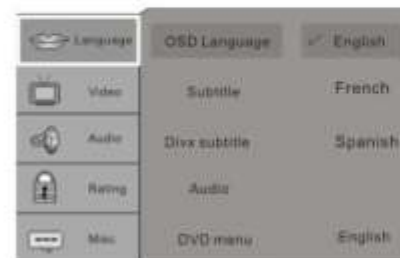 Language OSD Language ✓ English
Video Subtitle French
Audio Divx subtitle Spanish
Rating Audio
Misc DVD menu English